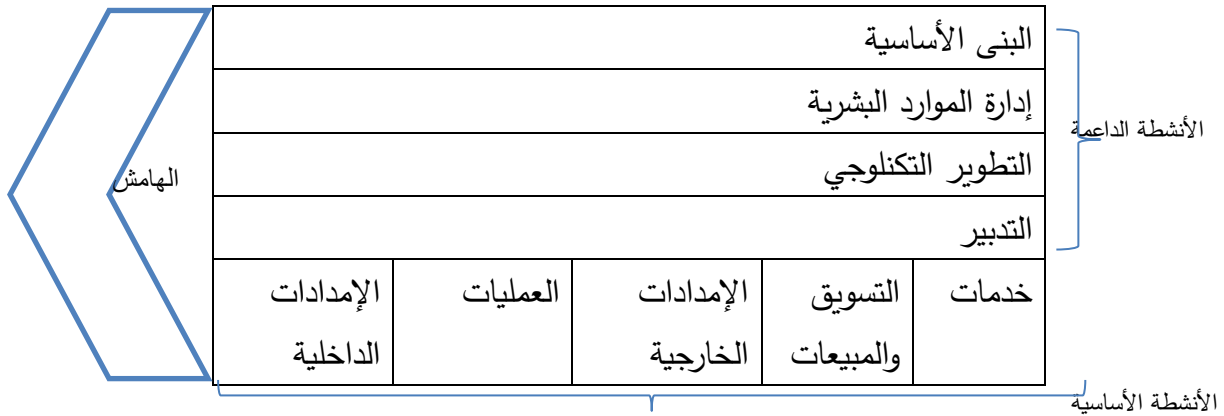 البنى الأساسية
إدارة الموارد البشرية
التطوير التكنلوجي
التدبير
الأنشطة الداعمة
الهامش
خدمات
التسويق
والمبيعات
الإمدادات
الخارجية
العمليات
الإمدادات
الداخلية
الأنشطة الأساسية